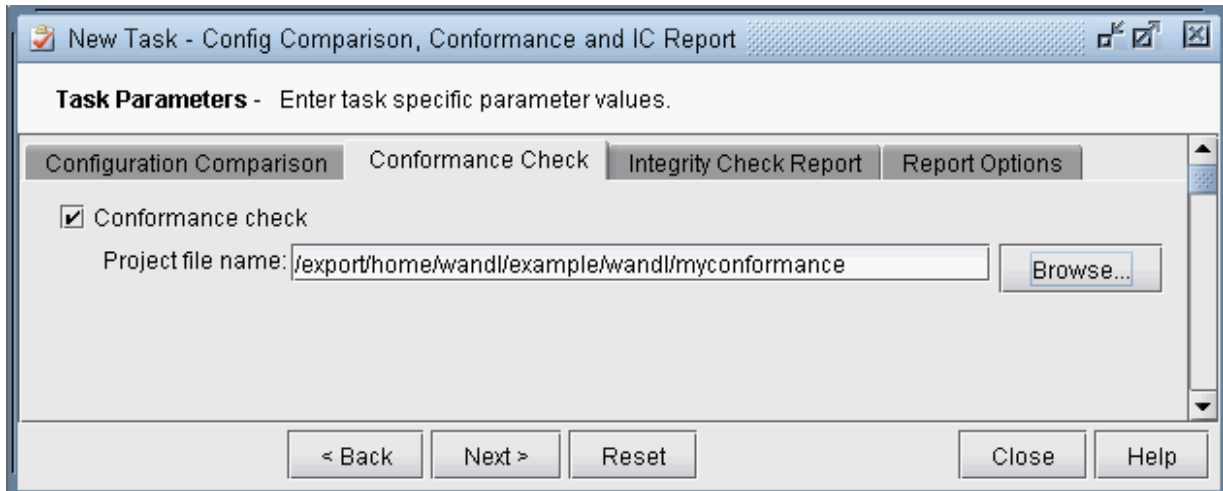 New Task - Config Comparison, Conformance and IC Report
Task Parameters - Enter task specific parameter values.
Configuration Comparison Conformance Check Integrity Check Report Report Options
Conformance check
Project file name: /export/home/wandl/example/wandl/myconformance Browse...
< Back Next > Reset Close Help